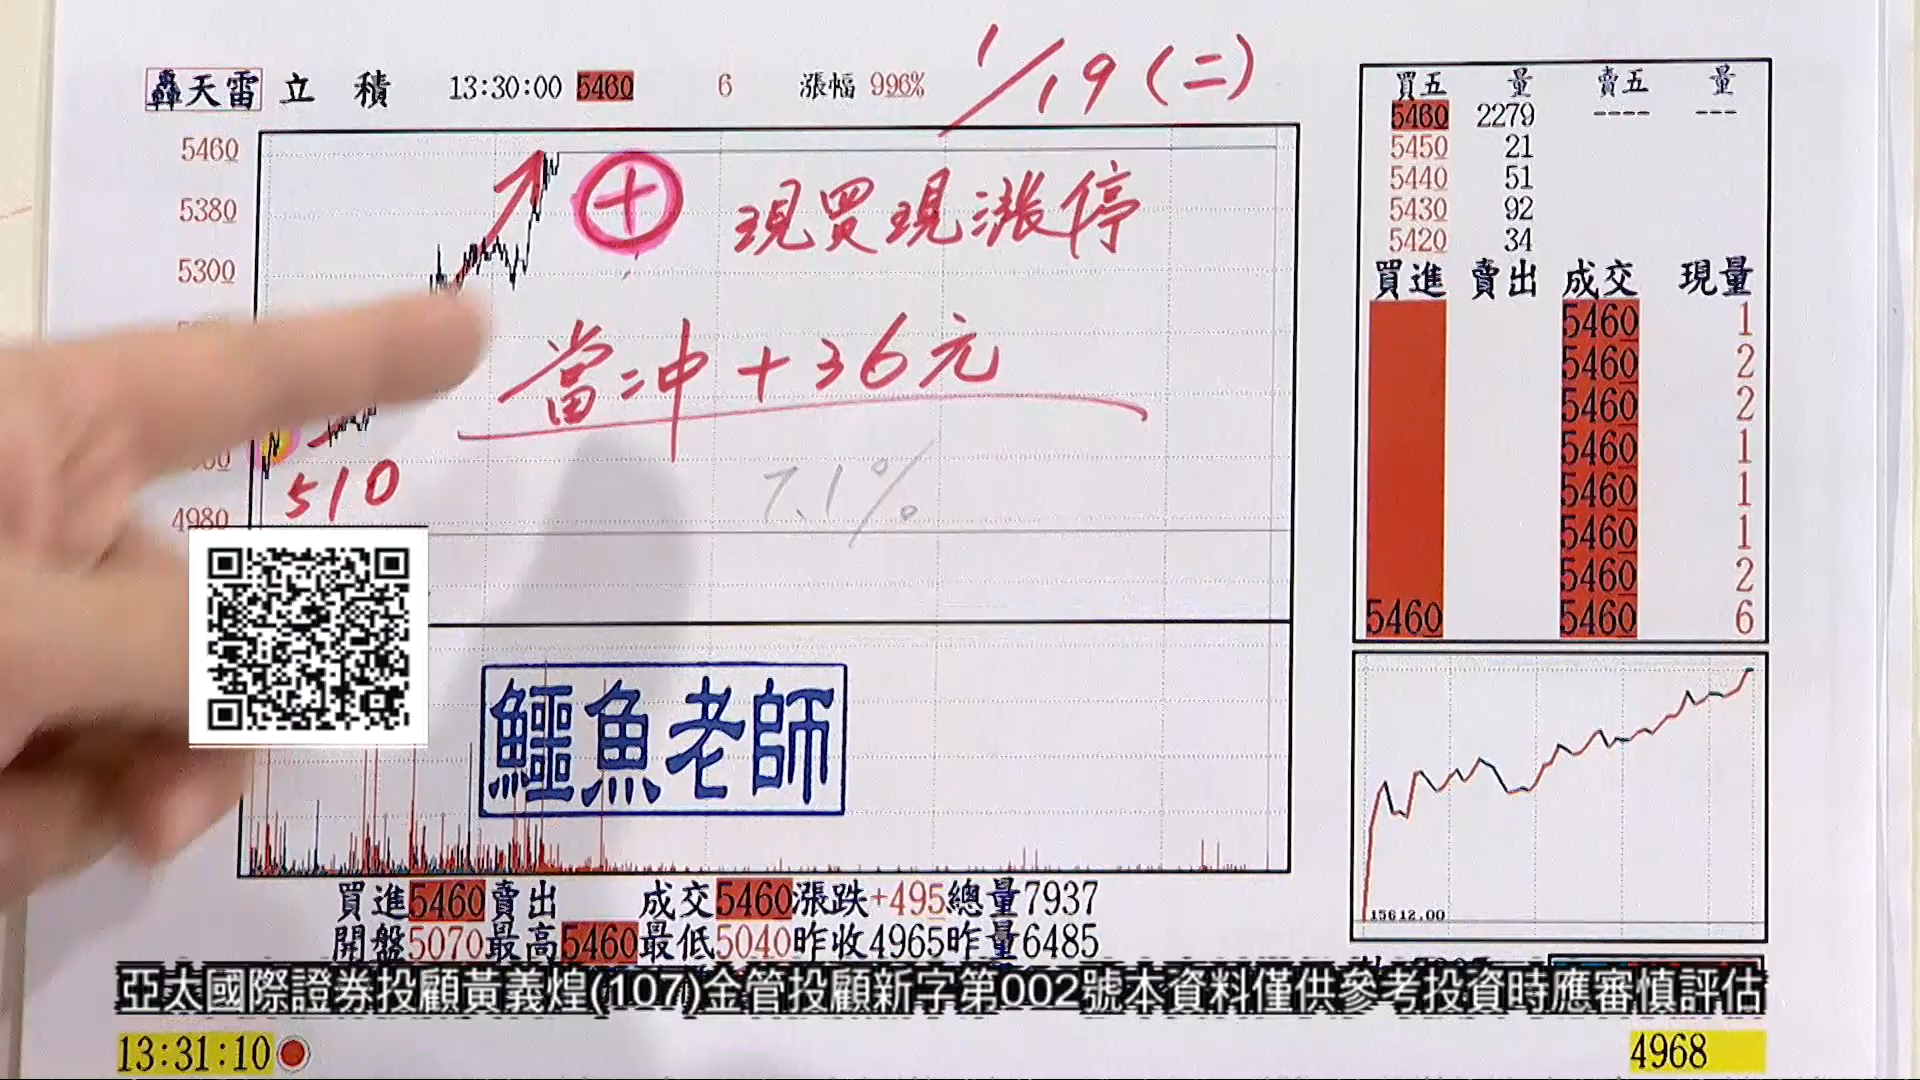 轟天雷 立 積 13:30:00 5460 6 漲幅 996%
1/19 (二)
5460
5380
5300
4980
現買現漲停
當沖 +36元
510
7.1%
鱷魚老師
買五 量 賣五 量
5460 2279 ---- ---
5450 21
5440 51
5430 92
5420 34
買進 賣出 成交 現量
5460 1
5460 2
5460 2
5460 1
5460 1
5460 1
5460 2
5460 5460 6
15612.00
買進5460賣出 成交5460漲跌+495總量7937
開盤5070最高5460最低5040昨收4965昨量6485
亞太國際證券投顧黃義煌(107)金管投顧新字第002號本資料僅供參考投資時應審慎評估
13:31:10
4968